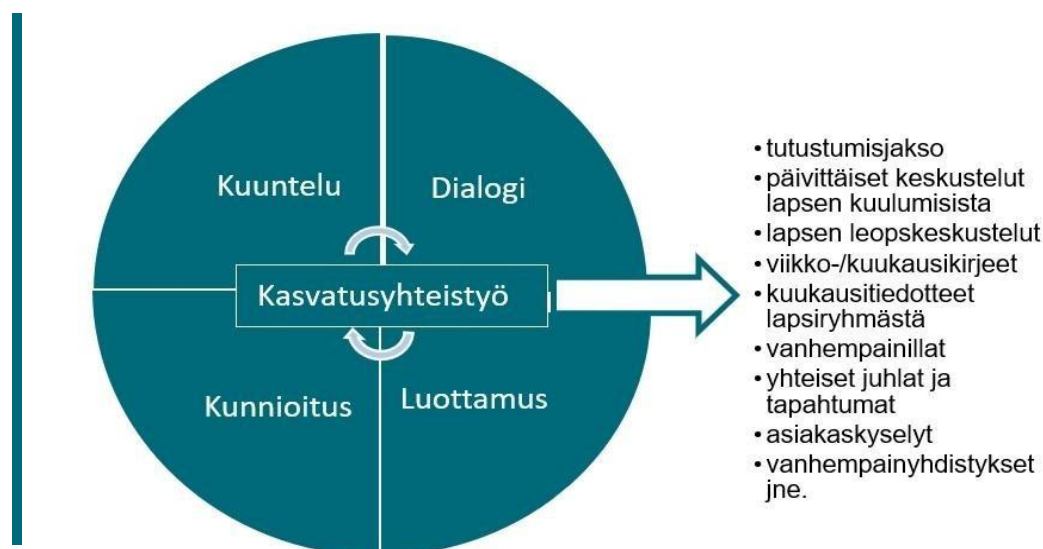 Kuuntelu
Dialogi
Kasvatusyhteistyö
Kunnioitus
Luottamus
• tutustumisjakso
• päivittäiset keskustelut
lapsen kuulumisista
• lapsen leopskeskustelut
• viikko-/kuukausikirjeet
• kuukausitiedotteet
lapsiryhmästä
• vanhempainillat
• yhteiset juhlat ja
tapahtumat
• asiakaskyselyt
• vanhempainyhdistykset
jne.